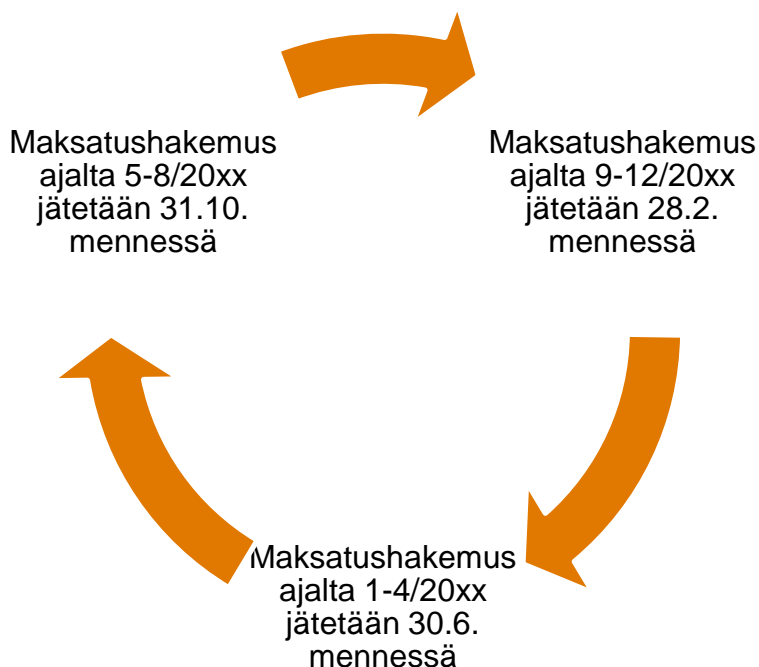 Maksatushakemus
ajalta 5-8/20xx
jätetään 31.10.
mennessä
Maksatushakemus
ajalta 9-12/20xx
jätetään 28.2.
mennessä
Maksatushakemus
ajalta 1-4/20xx
jätetään 30.6.
mennessä